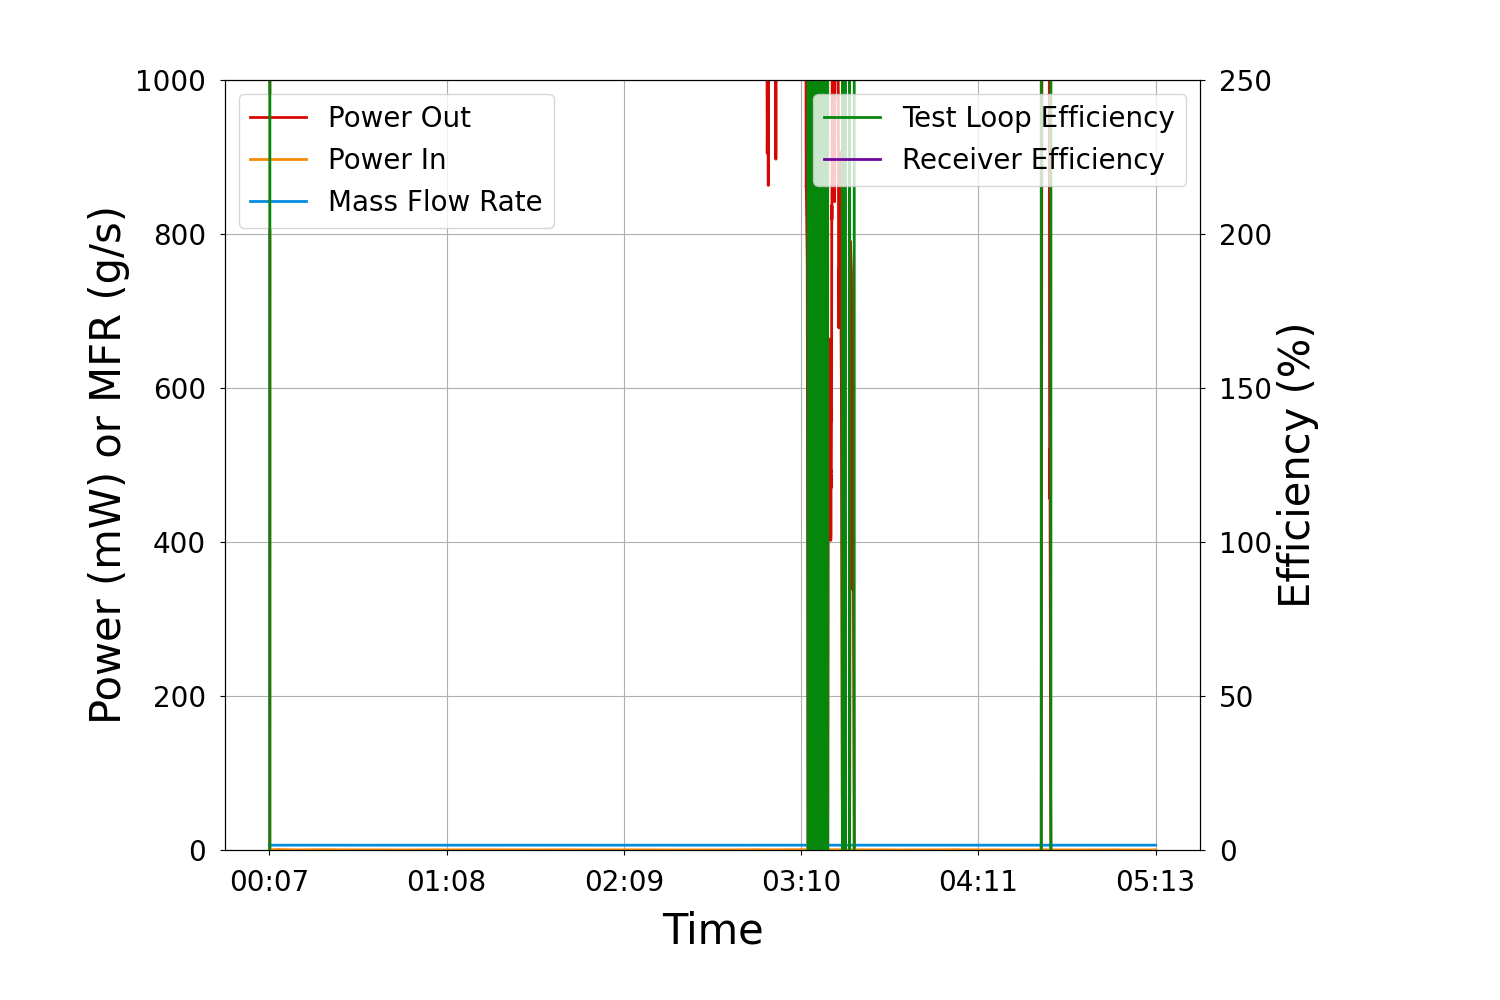 Power (mW) or MFR (g/s)
1000
800
600
400
200
0
Power Out
Power In
Mass Flow Rate
Test Loop Efficiency
Receiver Efficiency
250
200
150
100
50
0
Efficiency (%)
00:07 01:08 02:09 03:10 04:11 05:13
Time